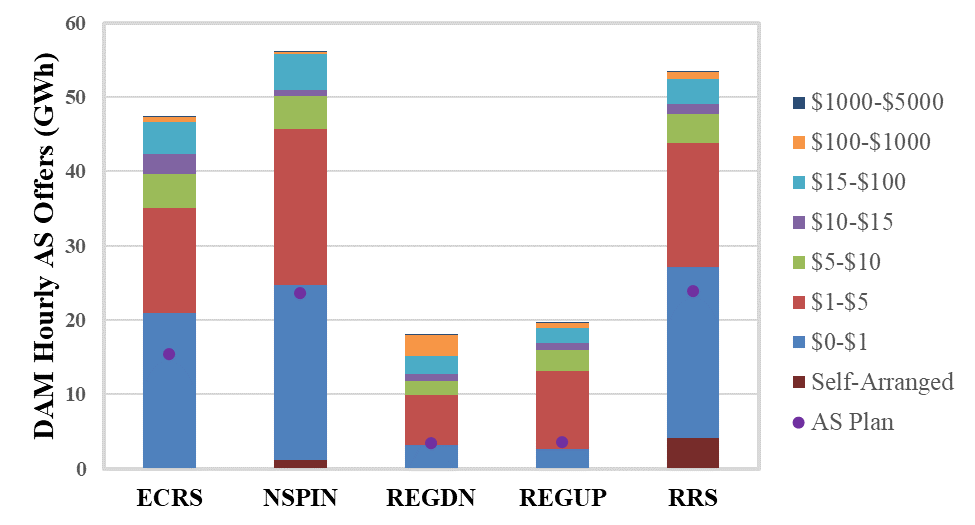 DAM Hourly AS Offers (GWh)
60
50
40
30
20
10
0
ECRS
NSPIN
REGDN
REGUP
RRS
$1000-$5000
$100-$1000
$15-$100
$10-$15
$5-$10
$1-$5
$0-$1
Self-Arranged
AS Plan